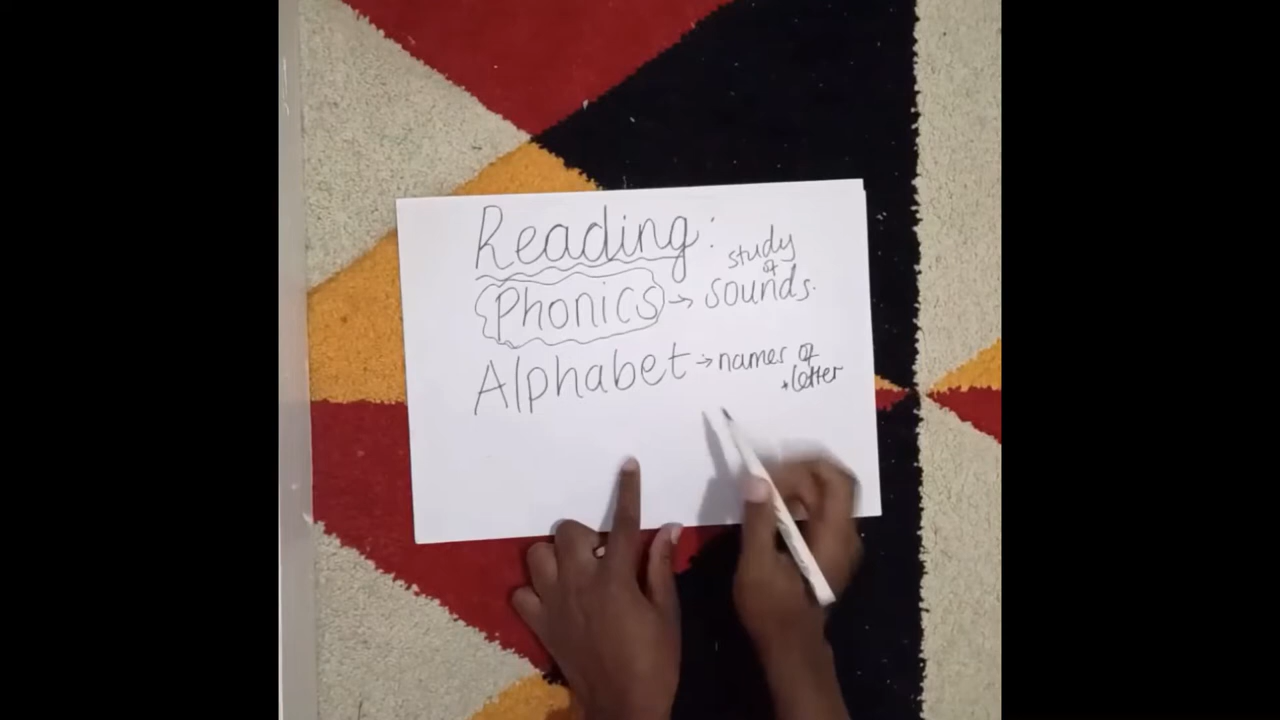 Reading:
study
of
Phonics → sounds.
Alphabet → names of
+ letter